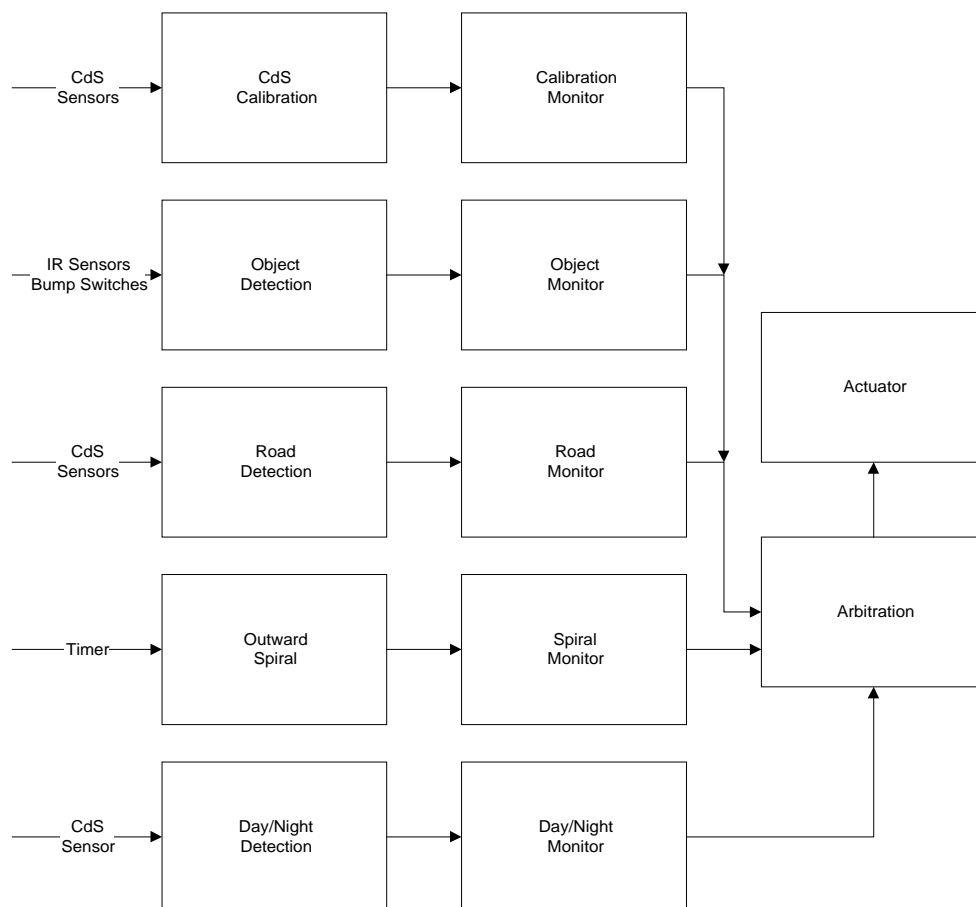 CdS
Sensors
CdS
Calibration
Calibration
Monitor
IR Sensors
Bump Switches
Object
Detection
Object
Monitor
Actuator
CdS
Sensors
Road
Detection
Road
Monitor
Arbitration
Timer
Outward
Spiral
Spiral
Monitor
CdS
Sensor
Day/Night
Detection
Day/Night
Monitor